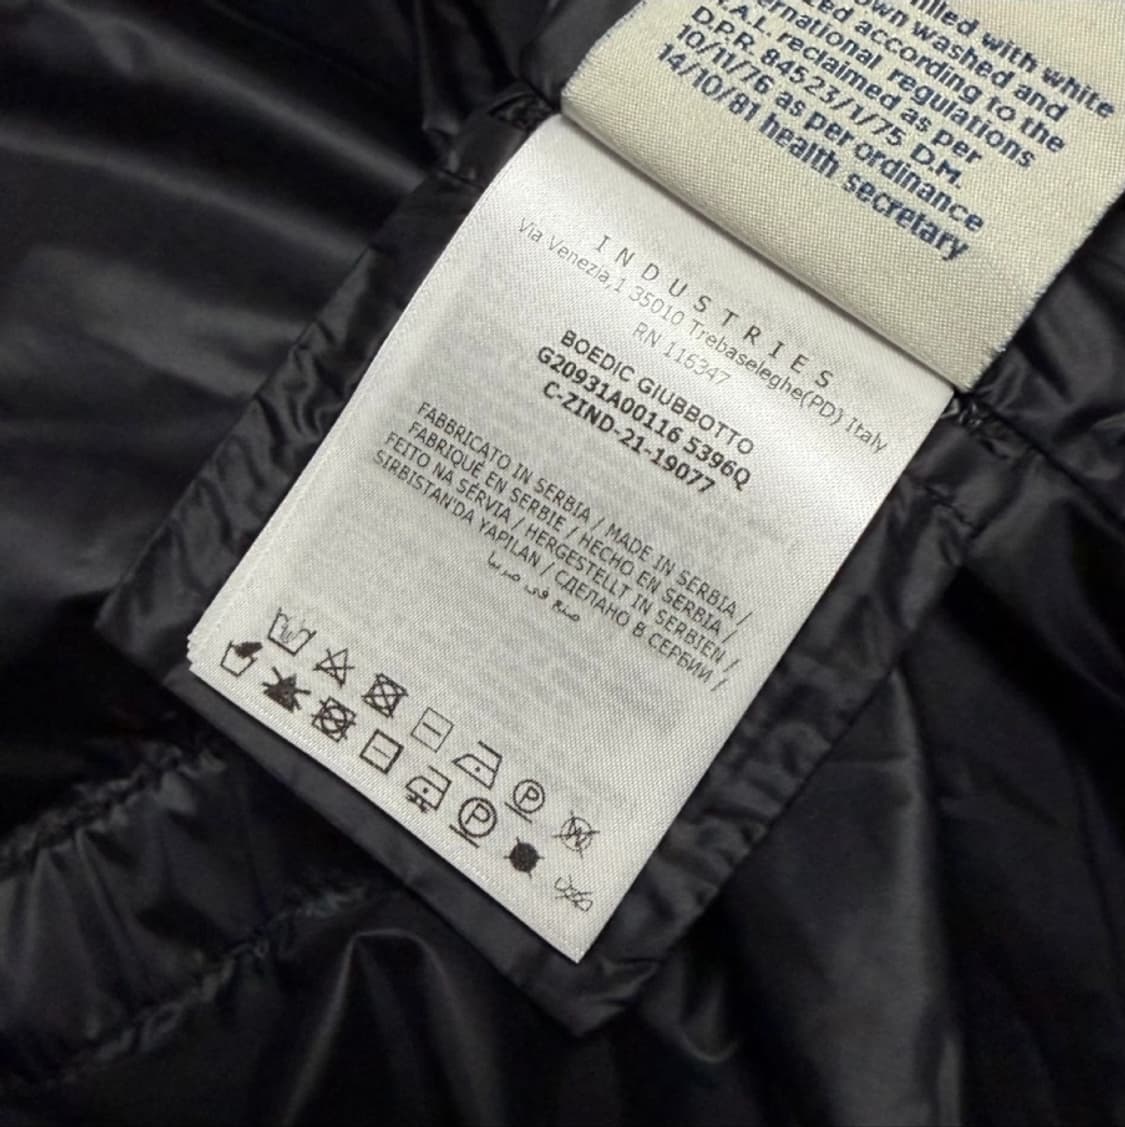 filled with white
own washed and
ed according to the
ernational regulations
I.A.L. reclaimed as per
D.P.R. 84523/1/75 D.M.
10/11/76 as per ordinance
14/10/81 health secretary
INDUSTRIES
Via Venezia,1 35010 Trebaseleghe(PD) Italy
RN 116347
BOEDIC GIUBBOTTO
G20931A00116 5396Q
C-ZIND-21-19077
FABBRICATO IN SERBIA / MADE IN SERBIA /
FABRIQUÉ EN SERBIE / HECHO EN SERBIA /
FEITO NA SÉRVIA / HERGESTELLT IN SERBIEN /
SIRBISTAN'DA YAPILAN / СДЕЛАНО В СЕРБИИ /
صنع في صربيا
P
W
P